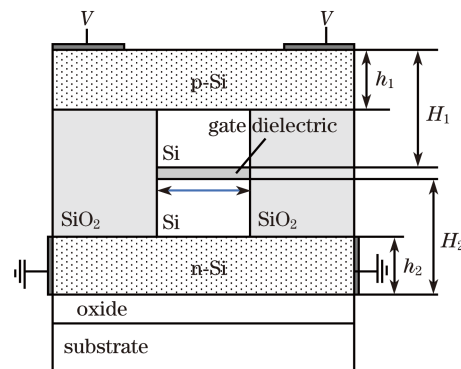 V V
p-Si
h₁
H₁
gate dielectric
Si
SiO₂ Si SiO₂
H₂
n-Si
h₂
oxide
substrate